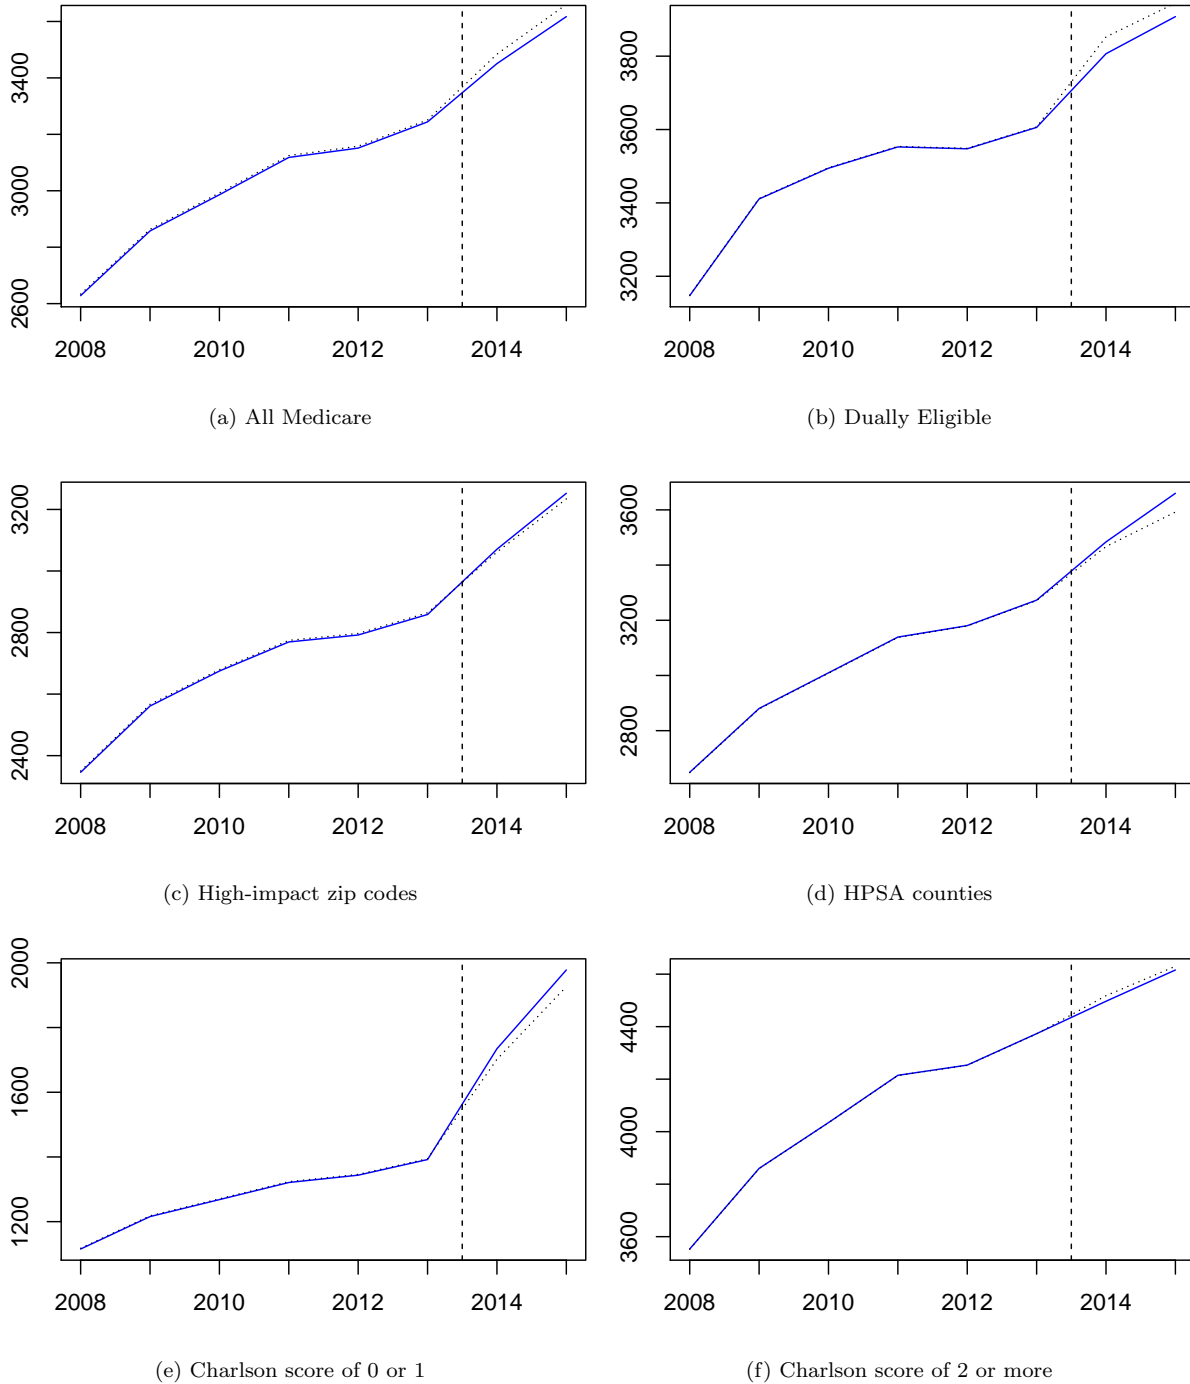 2600 3000 3400
2008 2010 2012 2014
(a) All Medicare
3200 3400 3600 3800
2008 2010 2012 2014
(b) Dually Eligible
2400 2800 3200
2008 2010 2012 2014
(c) High-impact zip codes
2800 3200 3600
2008 2010 2012 2014
(d) HPSA counties
1200 1600 2000
2008 2010 2012 2014
(e) Charlson score of 0 or 1
3600 4000 4400
2008 2010 2012 2014
(f) Charlson score of 2 or more